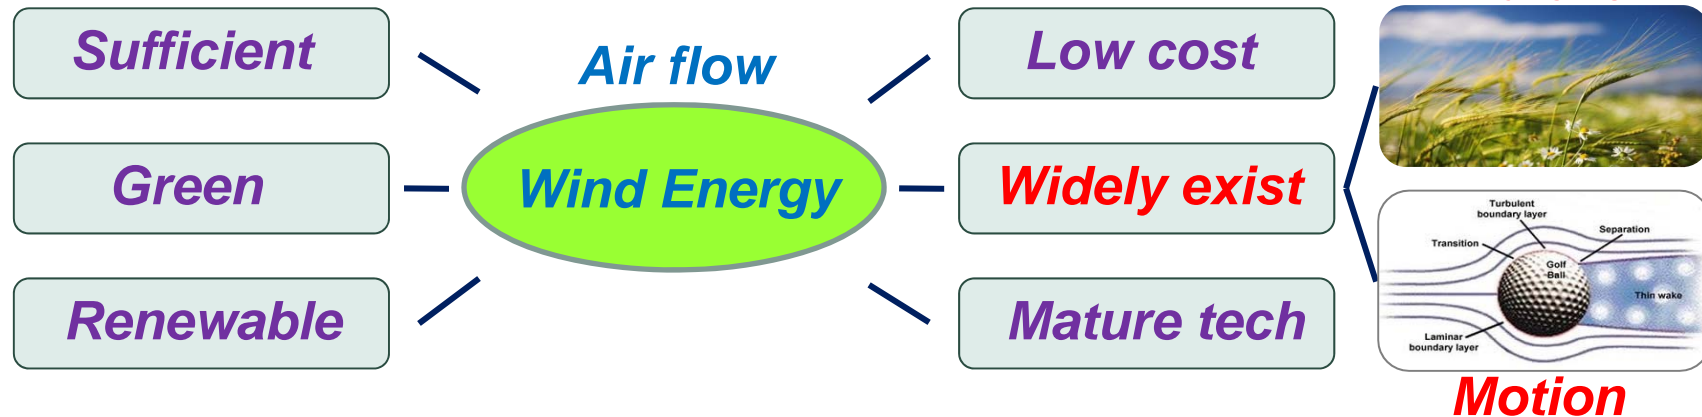 Sufficient
Green
Renewable
Air flow
Wind Energy
Low cost
Widely exist
Mature tech
Turbulent
boundary layer
Separation
Transition
Golf
Ball
Thin wake
Laminar
boundary layer
Motion